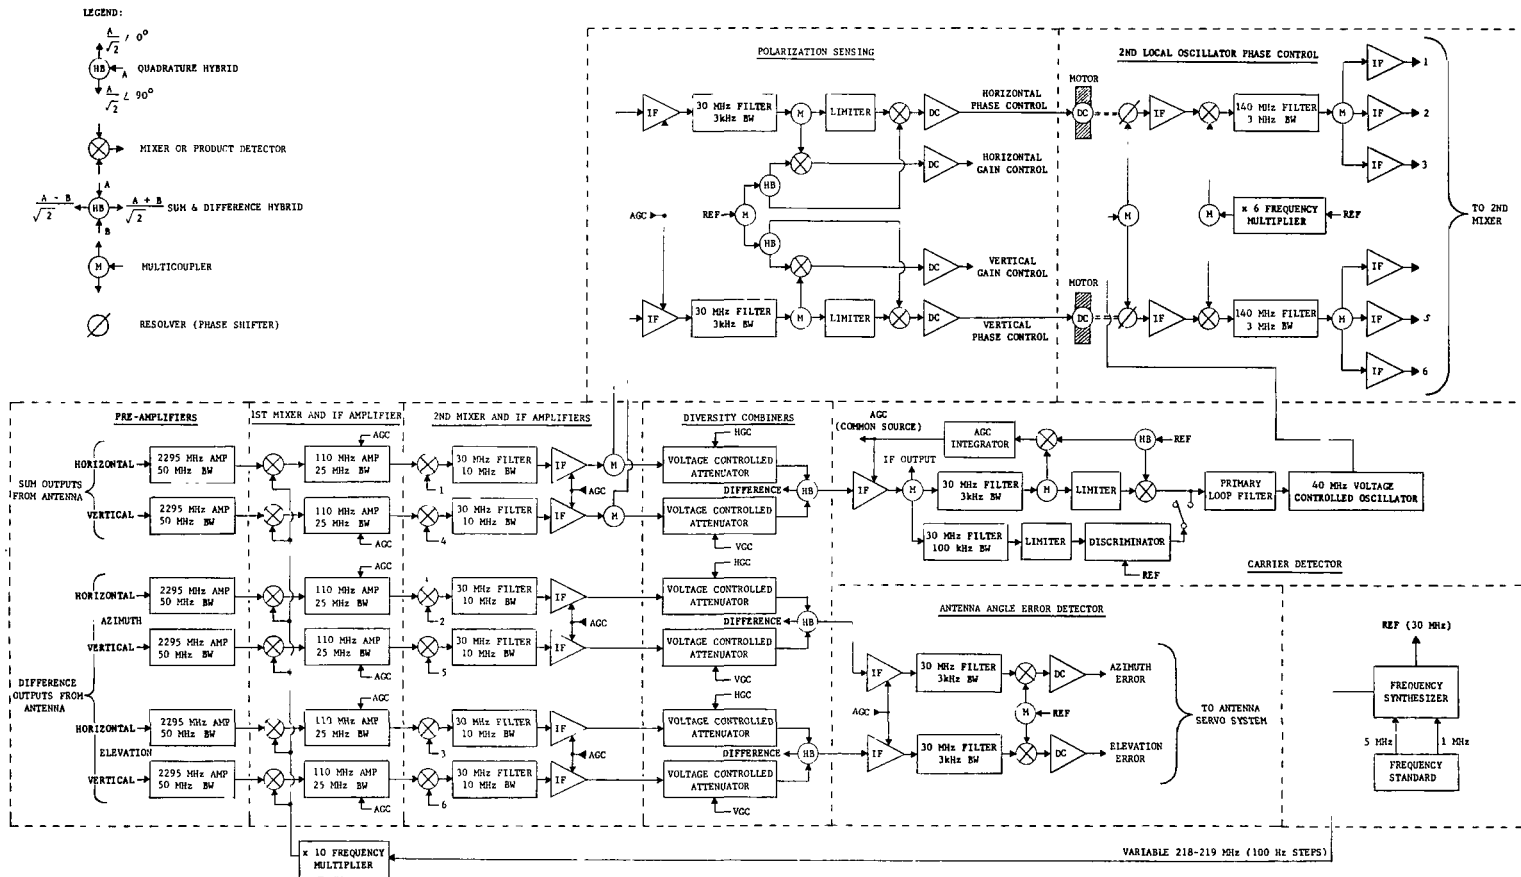 LEGEND:
A
√2 / 0°
HB
A
QUADRATURE HYBRID
A
√2 ∠ 90°
MIXER OR PRODUCT DETECTOR
A
A - B
√2
HB
A + B
√2
SUM & DIFFERENCE HYBRID
B
M
MULTICOUPLER
RESOLVER (PHASE SHIFTER)
POLARIZATION SENSING
IF
30 MHz FILTER
3kHz BW
M
LIMITER
DC
HORIZONTAL
PHASE CONTROL
DC
HORIZONTAL
GAIN CONTROL
HB
AGC
REF
M
HB
DC
VERTICAL
GAIN CONTROL
IF
30 MHz FILTER
3kHz BW
M
LIMITER
DC
VERTICAL
PHASE CONTROL
2ND LOCAL OSCILLATOR PHASE CONTROL
MOTOR
DC
IF
140 MHz FILTER
3 MHz BW
M
IF
1
IF
2
IF
3
M
M
x 6 FREQUENCY
MULTIPLIER
REF
TO 2ND
MIXER
MOTOR
DC
IF
140 MHz FILTER
3 MHz BW
M
IF
IF
5
IF
6
PRE-AMPLIFIERS
1ST MIXER AND IF AMPLIFIER
2ND MIXER AND IF AMPLIFIERS
DIVERSITY COMBINERS
SUM OUTPUTS
FROM ANTENNA
HORIZONTAL
2295 MHz AMP
50 MHz BW
AGC
110 MHz AMP
25 MHz BW
1
30 MHz FILTER
10 MHz BW
IF
M
HGC
VOLTAGE CONTROLLED
ATTENUATOR
AGC
DIFFERENCE
HB
VERTICAL
2295 MHz AMP
50 MHz BW
110 MHz AMP
25 MHz BW
AGC
4
30 MHz FILTER
10 MHz BW
IF
M
VOLTAGE CONTROLLED
ATTENUATOR
VGC
AGC
(COMMON SOURCE)
AGC
INTEGRATOR
HB
REF
IF OUTPUT
IF
M
30 MHz FILTER
3kHz BW
M
LIMITER
PRIMARY
LOOP FILTER
40 MHz VOLTAGE
CONTROLLED OSCILLATOR
30 MHz FILTER
100 kHz BW
LIMITER
DISCRIMINATOR
REF
CARRIER DETECTOR
DIFFERENCE
OUTPUTS FROM
ANTENNA
HORIZONTAL
2295 MHz AMP
50 MHz BW
AGC
110 MHz AMP
25 MHz BW
2
30 MHz FILTER
10 MHz BW
IF
HGC
VOLTAGE CONTROLLED
ATTENUATOR
AZIMUTH
AGC
DIFFERENCE
HB
VERTICAL
2295 MHz AMP
50 MHz BW
110 MHz AMP
25 MHz BW
AGC
5
30 MHz FILTER
10 MHz BW
IF
VOLTAGE CONTROLLED
ATTENUATOR
VGC
HORIZONTAL
2295 MHz AMP
50 MHz BW
AGC
110 MHz AMP
25 MHz BW
3
30 MHz FILTER
10 MHz BW
IF
HGC
VOLTAGE CONTROLLED
ATTENUATOR
ELEVATION
AGC
DIFFERENCE
HB
VERTICAL
2295 MHz AMP
50 MHz BW
110 MHz AMP
25 MHz BW
AGC
6
30 MHz FILTER
10 MHz BW
IF
VOLTAGE CONTROLLED
ATTENUATOR
VGC
ANTENNA ANGLE ERROR DETECTOR
IF
30 MHz FILTER
3kHz BW
DC
AZIMUTH
ERROR
AGC
M
REF
TO ANTENNA
SERVO SYSTEM
IF
30 MHz FILTER
3kHz BW
DC
ELEVATION
ERROR
REF (30 MHz)
FREQUENCY
SYNTHESIZER
5 MHz
1 MHz
FREQUENCY
STANDARD
x 10 FREQUENCY
MULTIPLIER
VARIABLE 218-219 MHz (100 Hz STEPS)